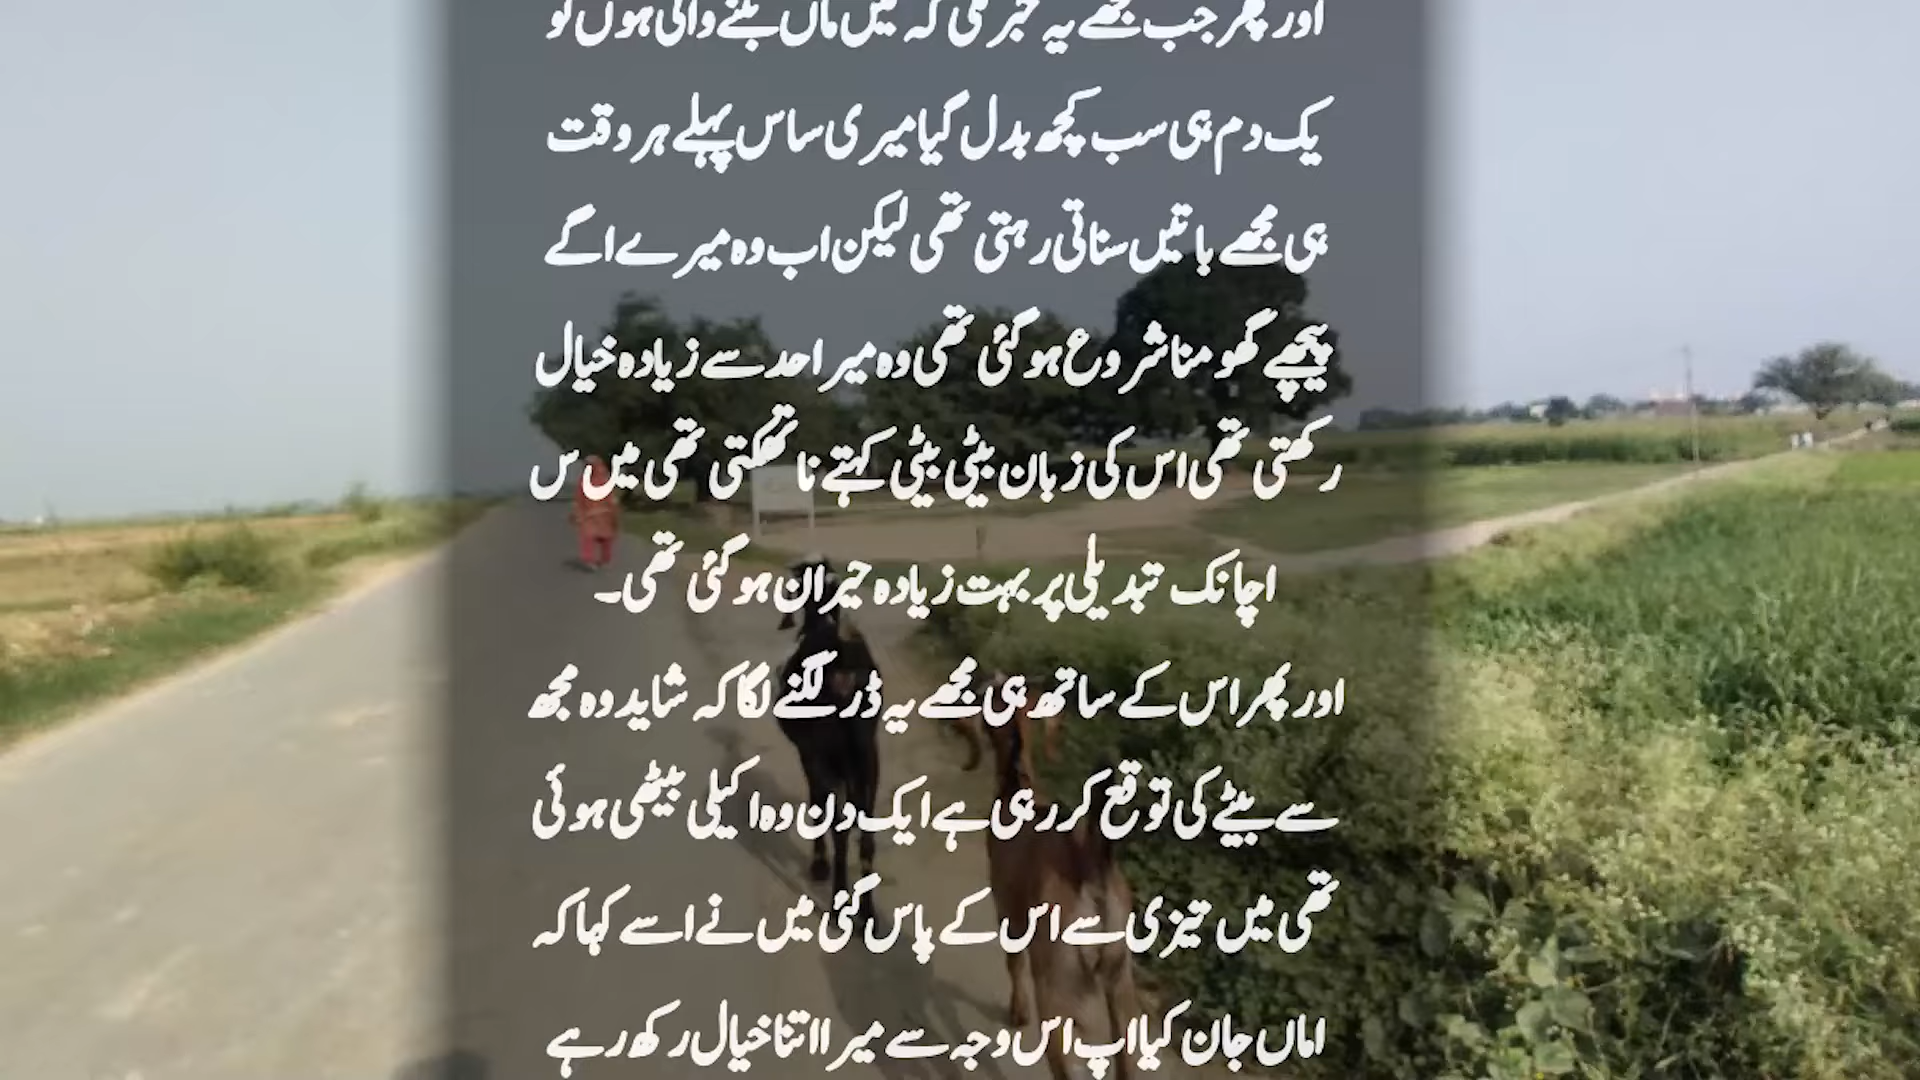 اور پھر جب مجھے یہ خبر ملی کہ میں ماں بننے والی ہوں تو
یک دم ہی سب کچھ بدل گیا میری ساس پہلے ہر وقت
ہی مجھے باتیں سناتی رہتی تھی لیکن اب وہ میرے اگے
پیچھے گھومنا شروع ہو گئی تھی وہ میرا حد سے زیادہ خیال
رکھتی تھی اس کی زبان بیٹی بیٹی کہتے نا تھکتی تھی میں س
اچانک تبدیلی پر بہت زیادہ حیران ہو گئی تھی۔
اور پھر اس کے ساتھ ہی مجھے یہ ڈر لگنے لگا کہ شاید وہ مجھ
سے بیٹے کی توقع کر رہی ہے ایک دن وہ اکیلی بیٹھی ہوئی
تھی میں تیزی سے اس کے پاس گئی میں نے اسے کہا کہ
اماں جان کیا اپ اس وجہ سے میرا اتنا خیال رکھ رہے